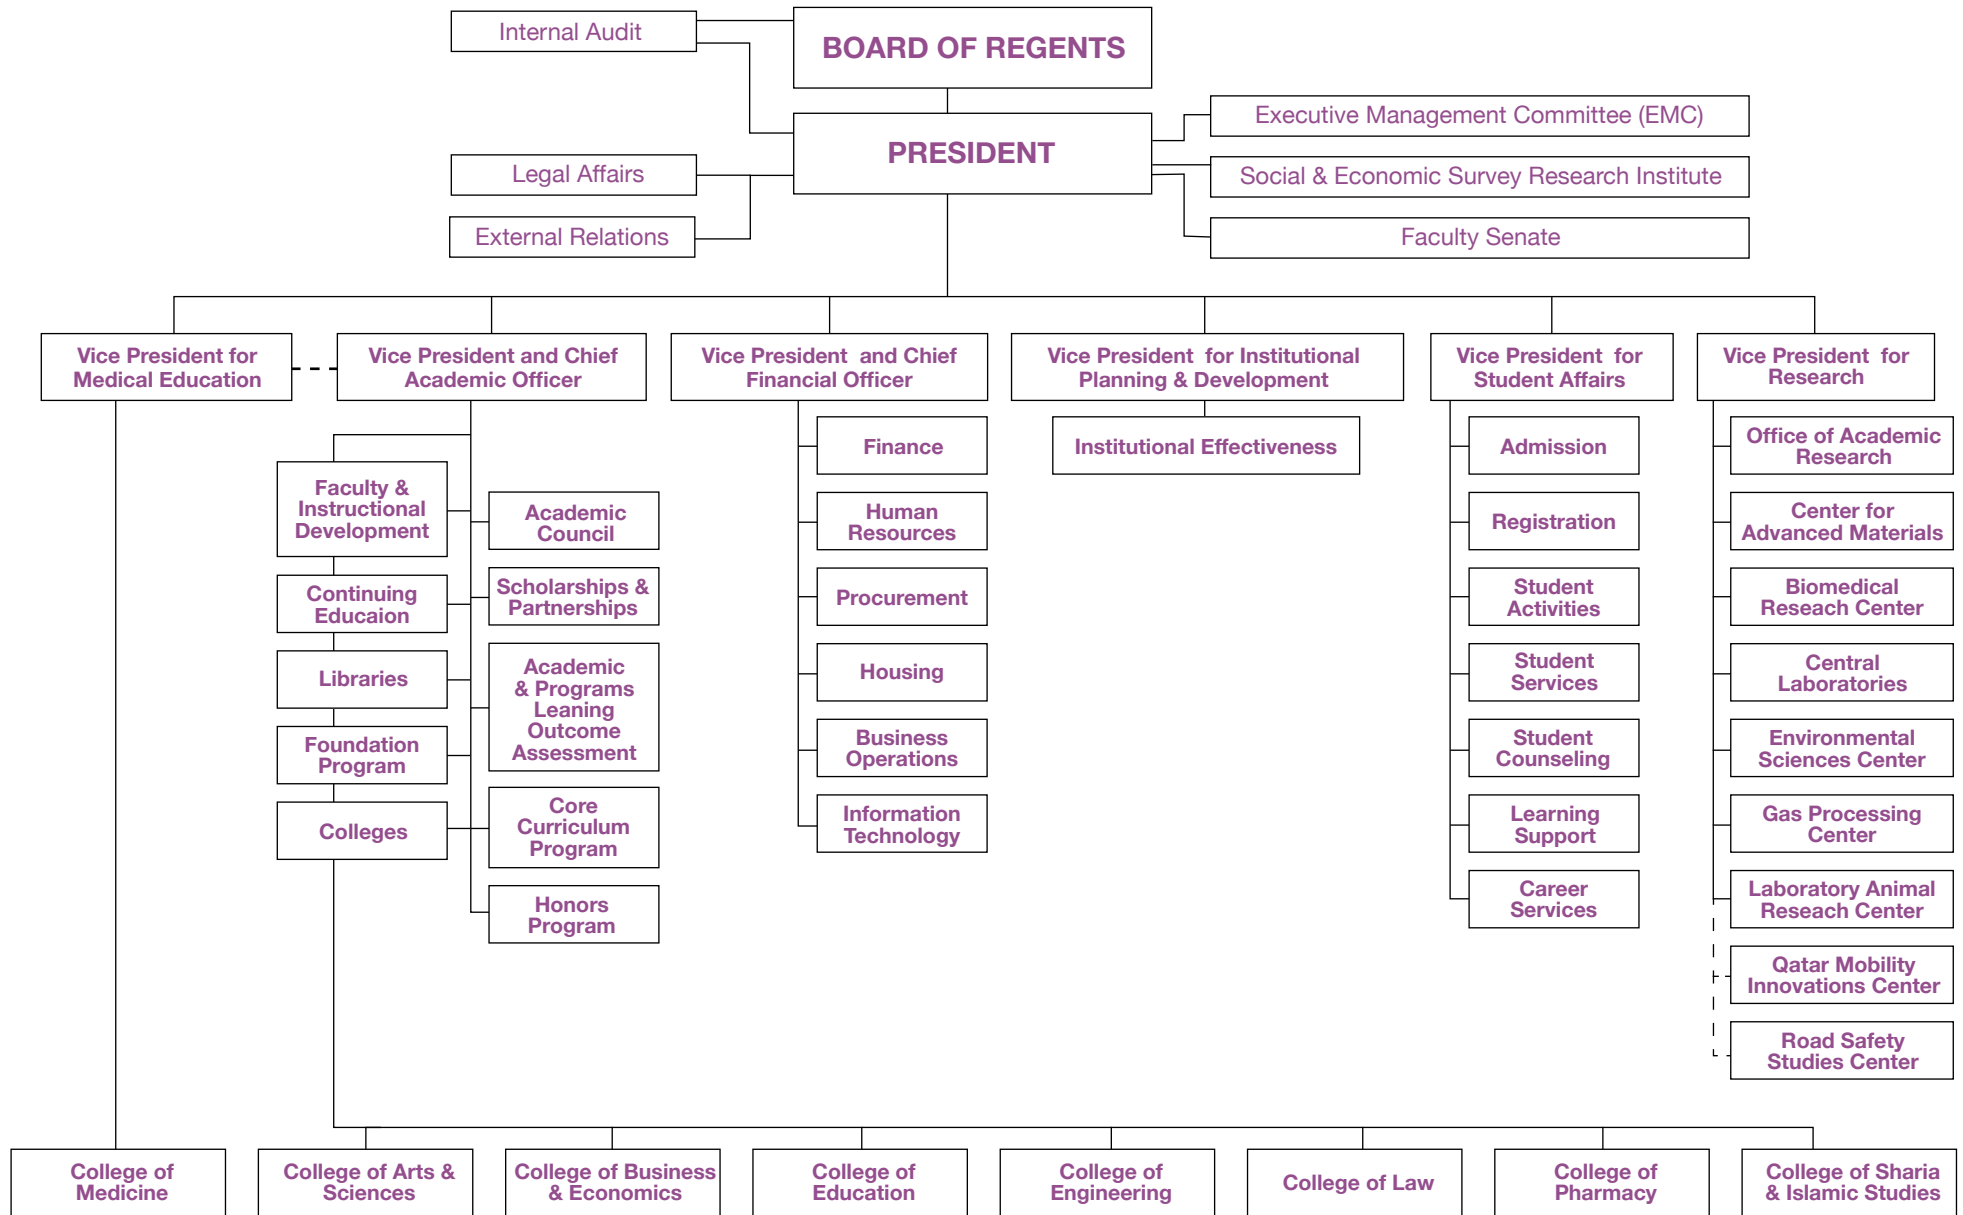 Internal Audit
BOARD OF REGENTS
PRESIDENT
Executive Management Committee (EMC)
Legal Affairs
Social & Economic Survey Research Institute
External Relations
Faculty Senate
Vice President for
Medical Education
Vice President and Chief
Academic Officer
Vice President and Chief
Financial Officer
Vice President for Institutional
Planning & Development
Vice President for
Student Affairs
Vice President for
Research
Faculty &
Instructional
Development
Continuing
Educaion
Libraries
Foundation
Program
Colleges
Academic
Council
Scholarships &
Partnerships
Academic
& Programs
Leaning
Outcome
Assessment
Core
Curriculum
Program
Honors
Program
Finance
Human
Resources
Procurement
Housing
Business
Operations
Information
Technology
Institutional Effectiveness
Admission
Registration
Student
Activities
Student
Services
Student
Counseling
Learning
Support
Career
Services
Office of Academic
Research
Center for
Advanced Materials
Biomedical
Reseach Center
Central
Laboratories
Environmental
Sciences Center
Gas Processing
Center
Laboratory Animal
Reseach Center
Qatar Mobility
Innovations Center
Road Safety
Studies Center
College of
Medicine
College of Arts &
Sciences
College of Business
& Economics
College of
Education
College of
Engineering
College of Law
College of
Pharmacy
College of Sharia
& Islamic Studies